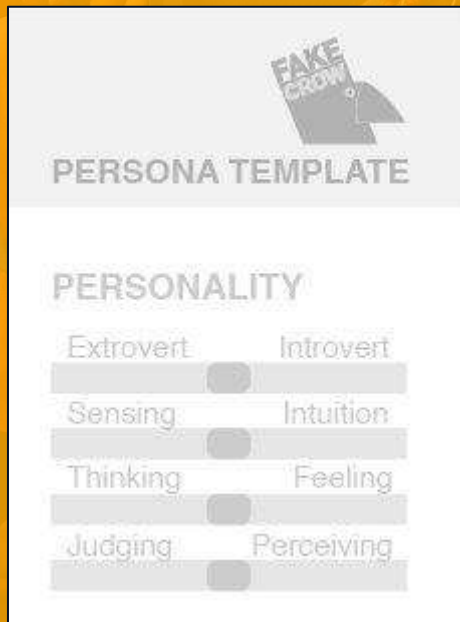 FAKE
CROW
PERSONA TEMPLATE
PERSONALITY
Extrovert Introvert
Sensing Intuition
Thinking Feeling
Judging Perceiving